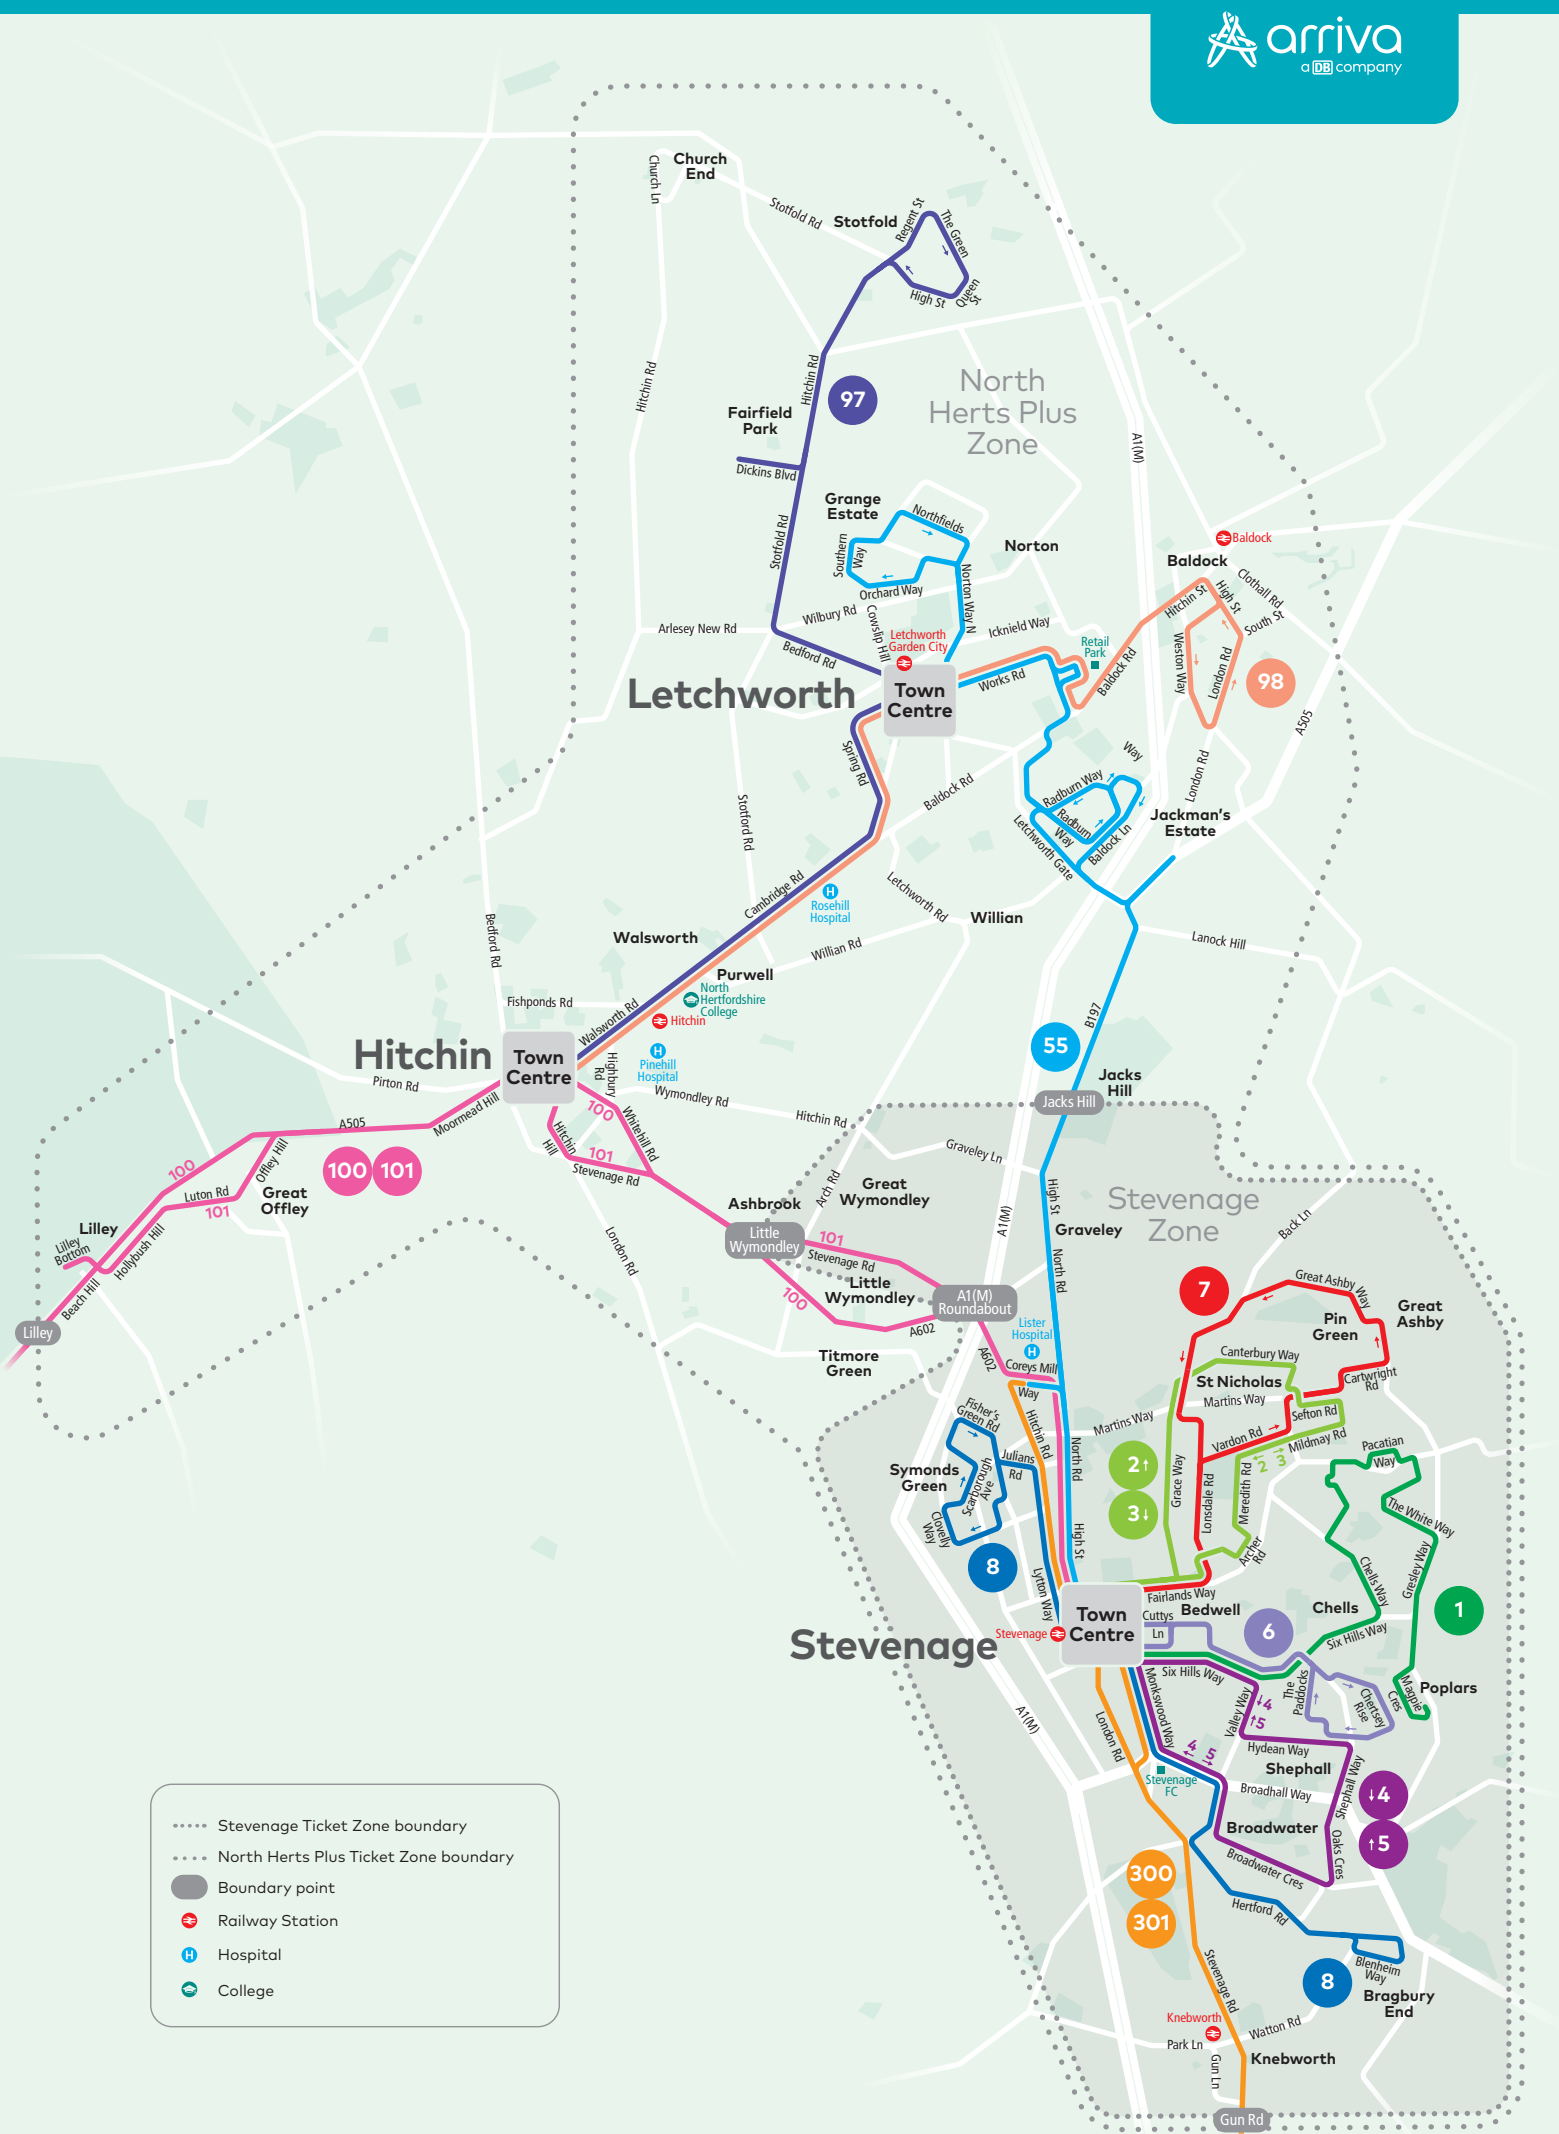 arriva
a DB company
Church
End
Church Ln
Stotfold Rd
Stotfold
Regent St
The Green
High St
Queen
St
Hitchin Rd
Hitchin Rd
97
North
Herts Plus
Zone
A1(M)
Fairfield
Park
Dickins Blvd
Stotfold Rd
Grange
Estate
Northfields
Southern
Way
Orchard Way
Norton Way N
Norton
Baldock
Baldock
Clothall Rd
High St
South St
Hitchin St
Weston Way
London Rd
98
A505
Wilbury Rd
Cowslip Hill
Arlesey New Rd
Bedford Rd
Icknield Way
Letchworth
Garden City
Retail
Park
Baldock Rd
Works Rd
Letchworth
Town
Centre
Spring Rd
Baldock Rd
Way
London Rd
Radburn Way
Radburn
Way
Baldock Ln
Letchworth Gate
Jackman's
Estate
Stotford Rd
Cambridge Rd
Rosehill
Hospital
Letchworth Rd
Willian
Lanock Hill
Bedford Rd
Walsworth
Willian Rd
Purwell
North
Hertfordshire
College
Fishponds Rd
Walsworth Rd
Hitchin
Hitchin
Town
Centre
Highbury
Rd
Pinehill
Hospital
B197
55
Jacks
Hill
Jacks Hill
Pirton Rd
Moormead Hill
A505
100
Whitehill Rd
Wymondley Rd
Hitchin Rd
Hitchin
Hill
101
Stevenage Rd
Graveley Ln
100
Offley Hill
100
101
Luton Rd
101
Great
Offley
Lilley
Lilley
Bottom
Hollybush Hill
Beach Hill
Lilley
Arch Rd
Great
Wymondley
High St
Graveley
A1(M)
North Rd
Stevenage
Zone
Back Ln
Ashbrook
Little
Wymondley
101
Stevenage Rd
London Rd
Little
Wymondley
100
A602
A1(M)
Roundabout
Titmore
Green
Lister
Hospital
A602
Coreys Mill
Way
7
Great Ashby
Way
Great
Ashby
Pin
Green
Canterbury Way
St Nicholas
Cartwright
Rd
Martins Way
Martins Way
Sefton Rd
Vardon Rd
Mildmay Rd
2
3
Pacatian
Way
Fisher's
Green Rd
Hitchin Rd
North Rd
Julians
Rd
Symonds
Green
Scarborough
Ave
Clovelly
Way
2
3
Grace Way
Lonsdale Rd
Meredith Rd
Archer
Rd
The White Way
Chells Way
Gresley Way
High St
8
Lytton Way
Fairlands Way
Town
Centre
Cuttys
Ln
Bedwell
6
Chells
1
Stevenage
Stevenage
Six Hills Way
Six Hills Way
Monkswood Way
Valley Way
4
5
The
Paddocks
Chertsey
Rise
Magpie
Cres
Poplars
A1(M)
London Rd
4
5
Hydean Way
Shephall
Stevenage
FC
Broadhall Way
Shephall Way
4
5
Broadwater
Oaks Cres
Broadwater Cres
300
301
Hertford Rd
Stevenage Rd
Blenheim
Way
8
Bragbury
End
Knebworth
Park Ln
Watton Rd
Gun Ln
Knebworth
Gun Rd
Stevenage Ticket Zone boundary
North Herts Plus Ticket Zone boundary
Boundary point
Railway Station
Hospital
College